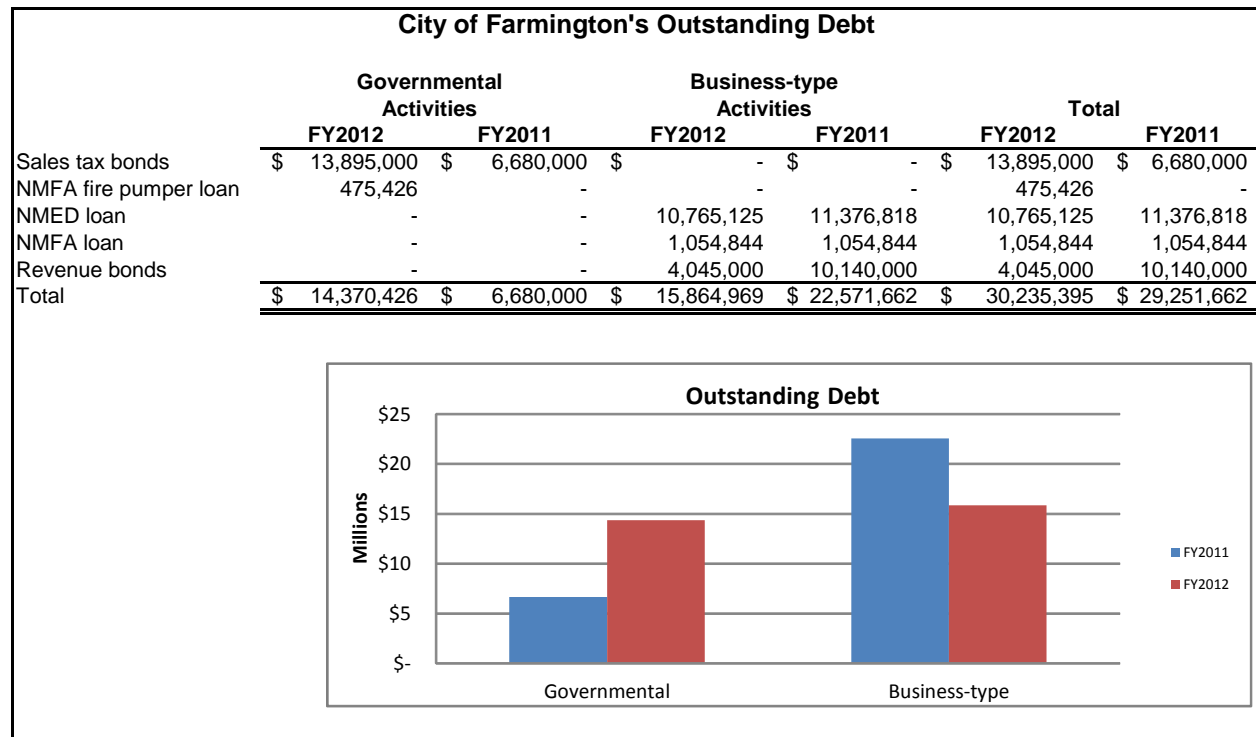 City of Farmington's Outstanding Debt
Governmental Business-type
Activities Activities Total
FY2012 FY2011 FY2012 FY2011 FY2012 FY2011
Sales tax bonds $ 13,895,000 $ 6,680,000 $ - $ - $ 13,895,000 $ 6,680,000
NMFA fire pumper loan 475,426 - - - 475,426 -
NMED loan - - 10,765,125 11,376,818 10,765,125 11,376,818
NMFA loan - - 1,054,844 1,054,844 1,054,844 1,054,844
Revenue bonds - - 4,045,000 10,140,000 4,045,000 10,140,000
Total $ 14,370,426 $ 6,680,000 $ 15,864,969 $ 22,571,662 $ 30,235,395 $ 29,251,662
Outstanding Debt
Millions
$25
$20
$15
$10
$5
$-
Governmental Business-type
FY2011
FY2012